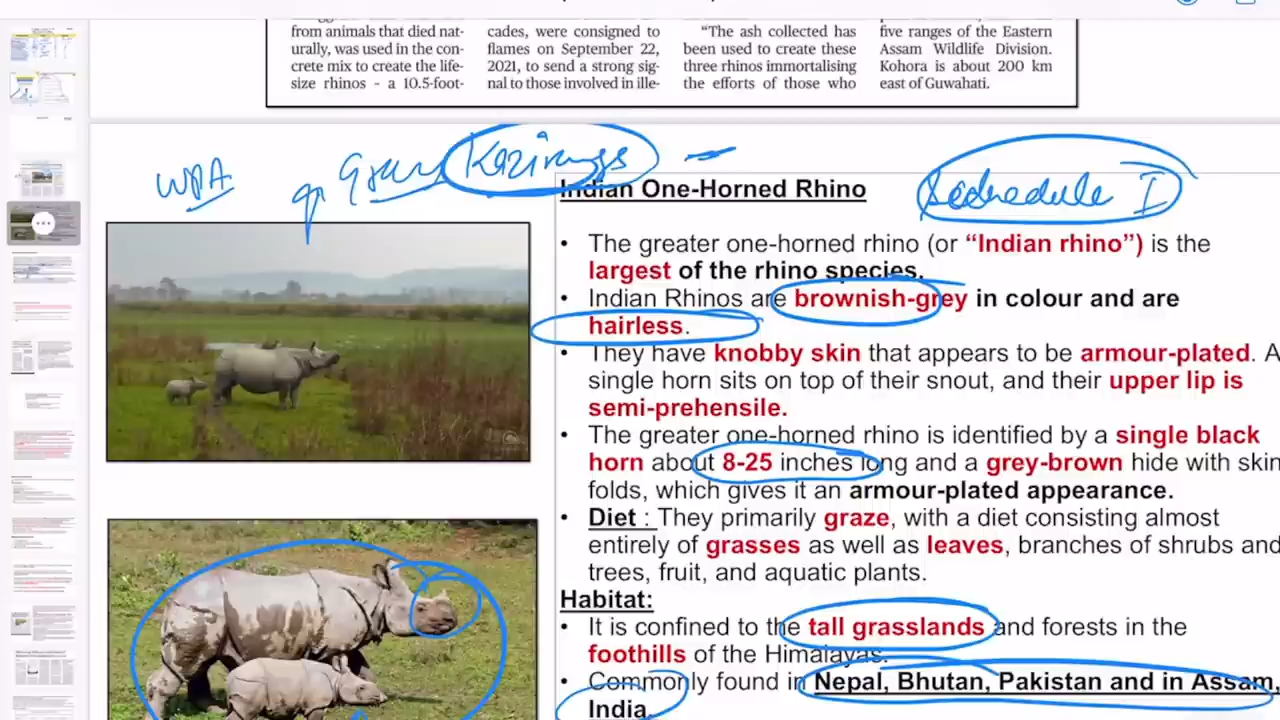 from animals that died nat-
urally, was used in the con-
crete mix to create the life-
size rhinos - a 10.5-foot-
cades, were consigned to
flames on September 22,
2021, to send a strong sig-
nal to those involved in ille-
“The ash collected has
been used to create these
three rhinos immortalising
the efforts of those who
five ranges of the Eastern
Assam Wildlife Division.
Kohora is about 200 km
east of Guwahati.
WPA
Schedule I
Indian One-Horned Rhino
• The greater one-horned rhino (or “Indian rhino”) is the
largest of the rhino species.
• Indian Rhinos are brownish-grey in colour and are
hairless.
• They have knobby skin that appears to be armour-plated. A
single horn sits on top of their snout, and their upper lip is
semi-prehensile.
• The greater one-horned rhino is identified by a single black
horn about 8-25 inches long and a grey-brown hide with skin
folds, which gives it an armour-plated appearance.
• Diet : They primarily graze, with a diet consisting almost
entirely of grasses as well as leaves, branches of shrubs and
trees, fruit, and aquatic plants.
Habitat:
• It is confined to the tall grasslands and forests in the
foothills of the Himalayas.
• Commonly found in Nepal, Bhutan, Pakistan and in Assam,
India.